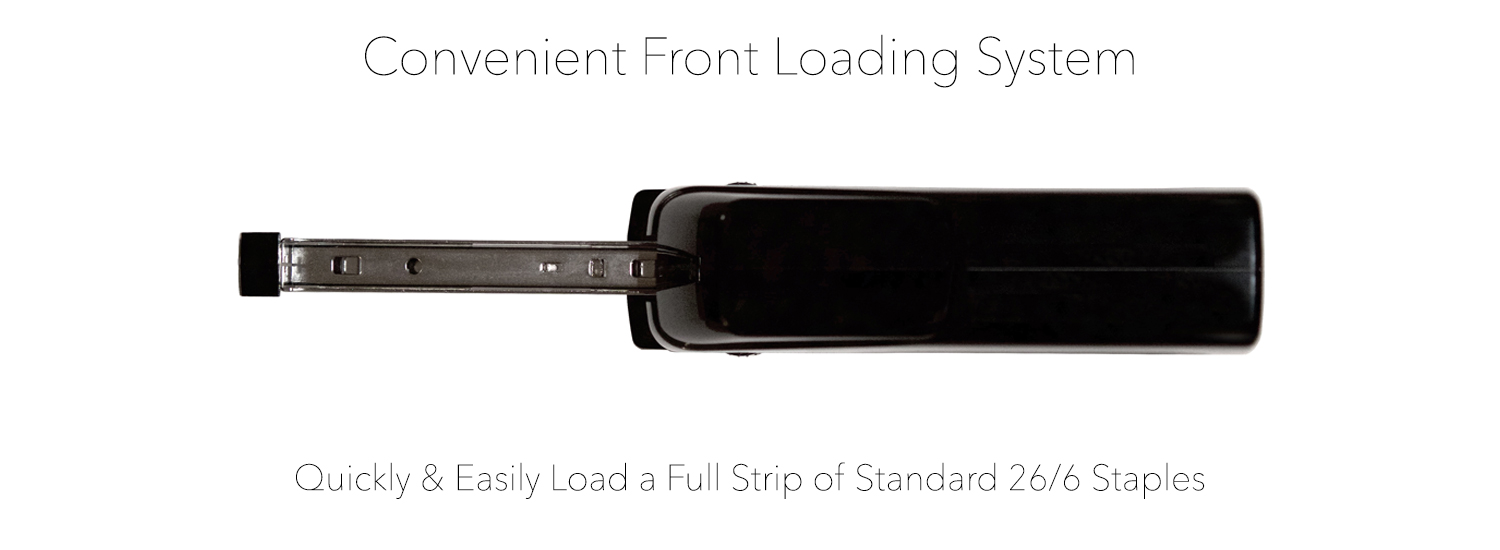 Convenient Front Loading System
Quickly & Easily Load a Full Strip of Standard 26/6 Staples